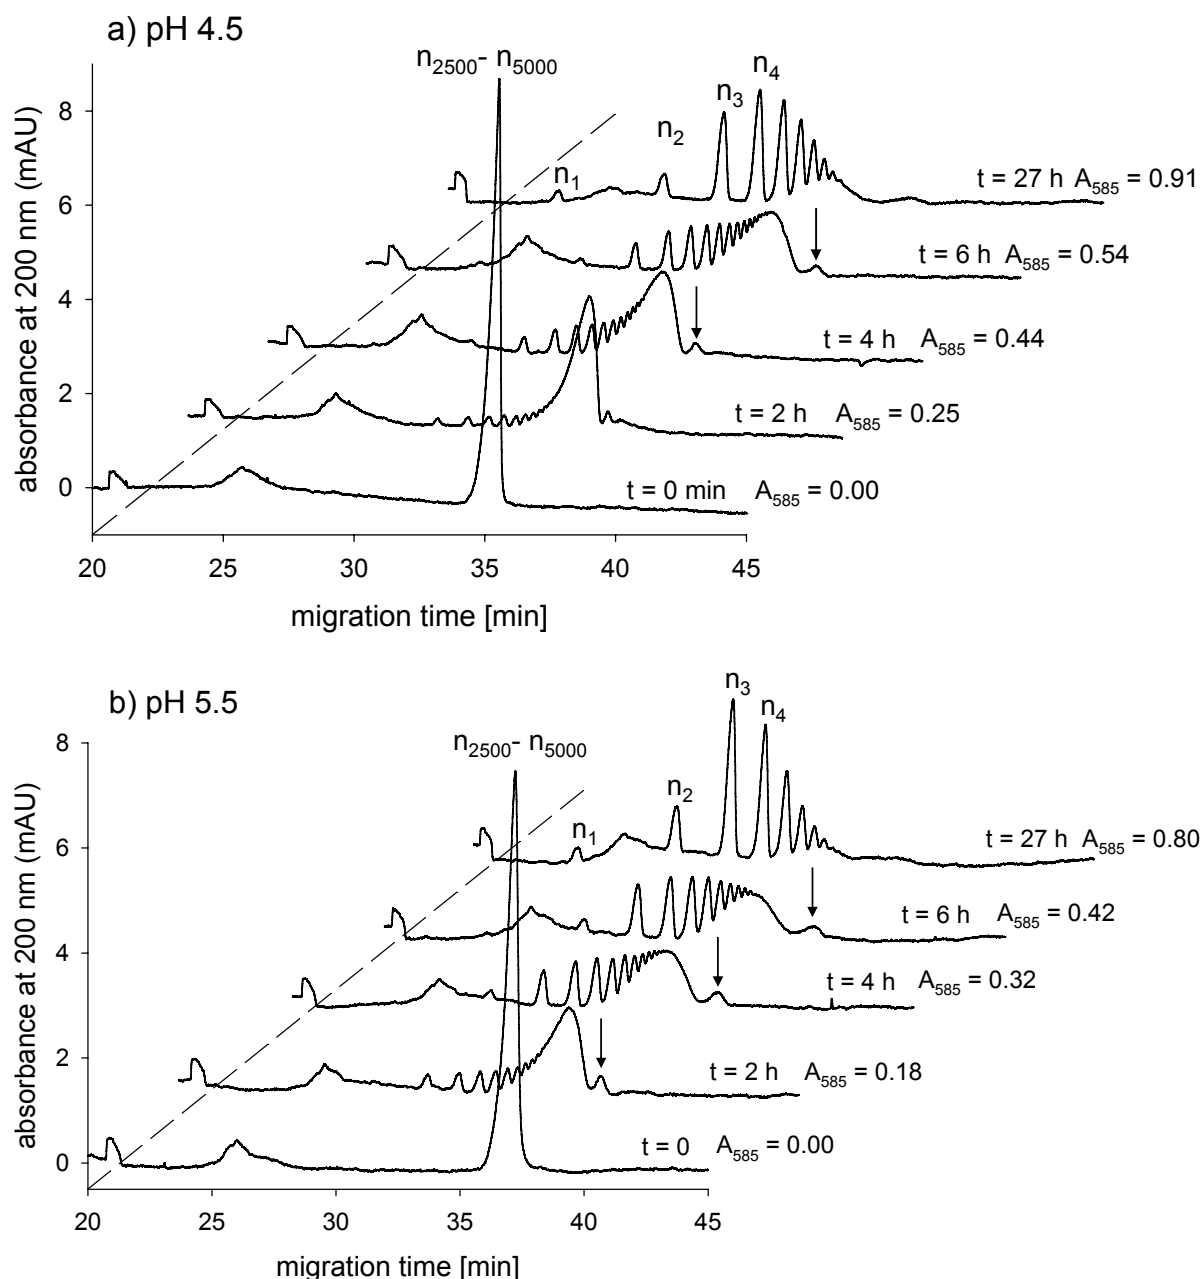 a) pH 4.5
n₂₅₀₀- n₅₀₀₀
n₁
n₂
n₃
n₄
t = 27 h A₅₈₅ = 0.91
t = 6 h A₅₈₅ = 0.54
t = 4 h A₅₈₅ = 0.44
t = 2 h A₅₈₅ = 0.25
t = 0 min A₅₈₅ = 0.00
absorbance at 200 nm (mAU)
8
6
4
2
0
20 25 30 35 40 45
migration time [min]
b) pH 5.5
n₂₅₀₀- n₅₀₀₀
n₁
n₂
n₃
n₄
t = 27 h A₅₈₅ = 0.80
t = 6 h A₅₈₅ = 0.42
t = 4 h A₅₈₅ = 0.32
t = 2 h A₅₈₅ = 0.18
t = 0 A₅₈₅ = 0.00
absorbance at 200 nm (mAU)
8
6
4
2
0
20 25 30 35 40 45
migration time [min]